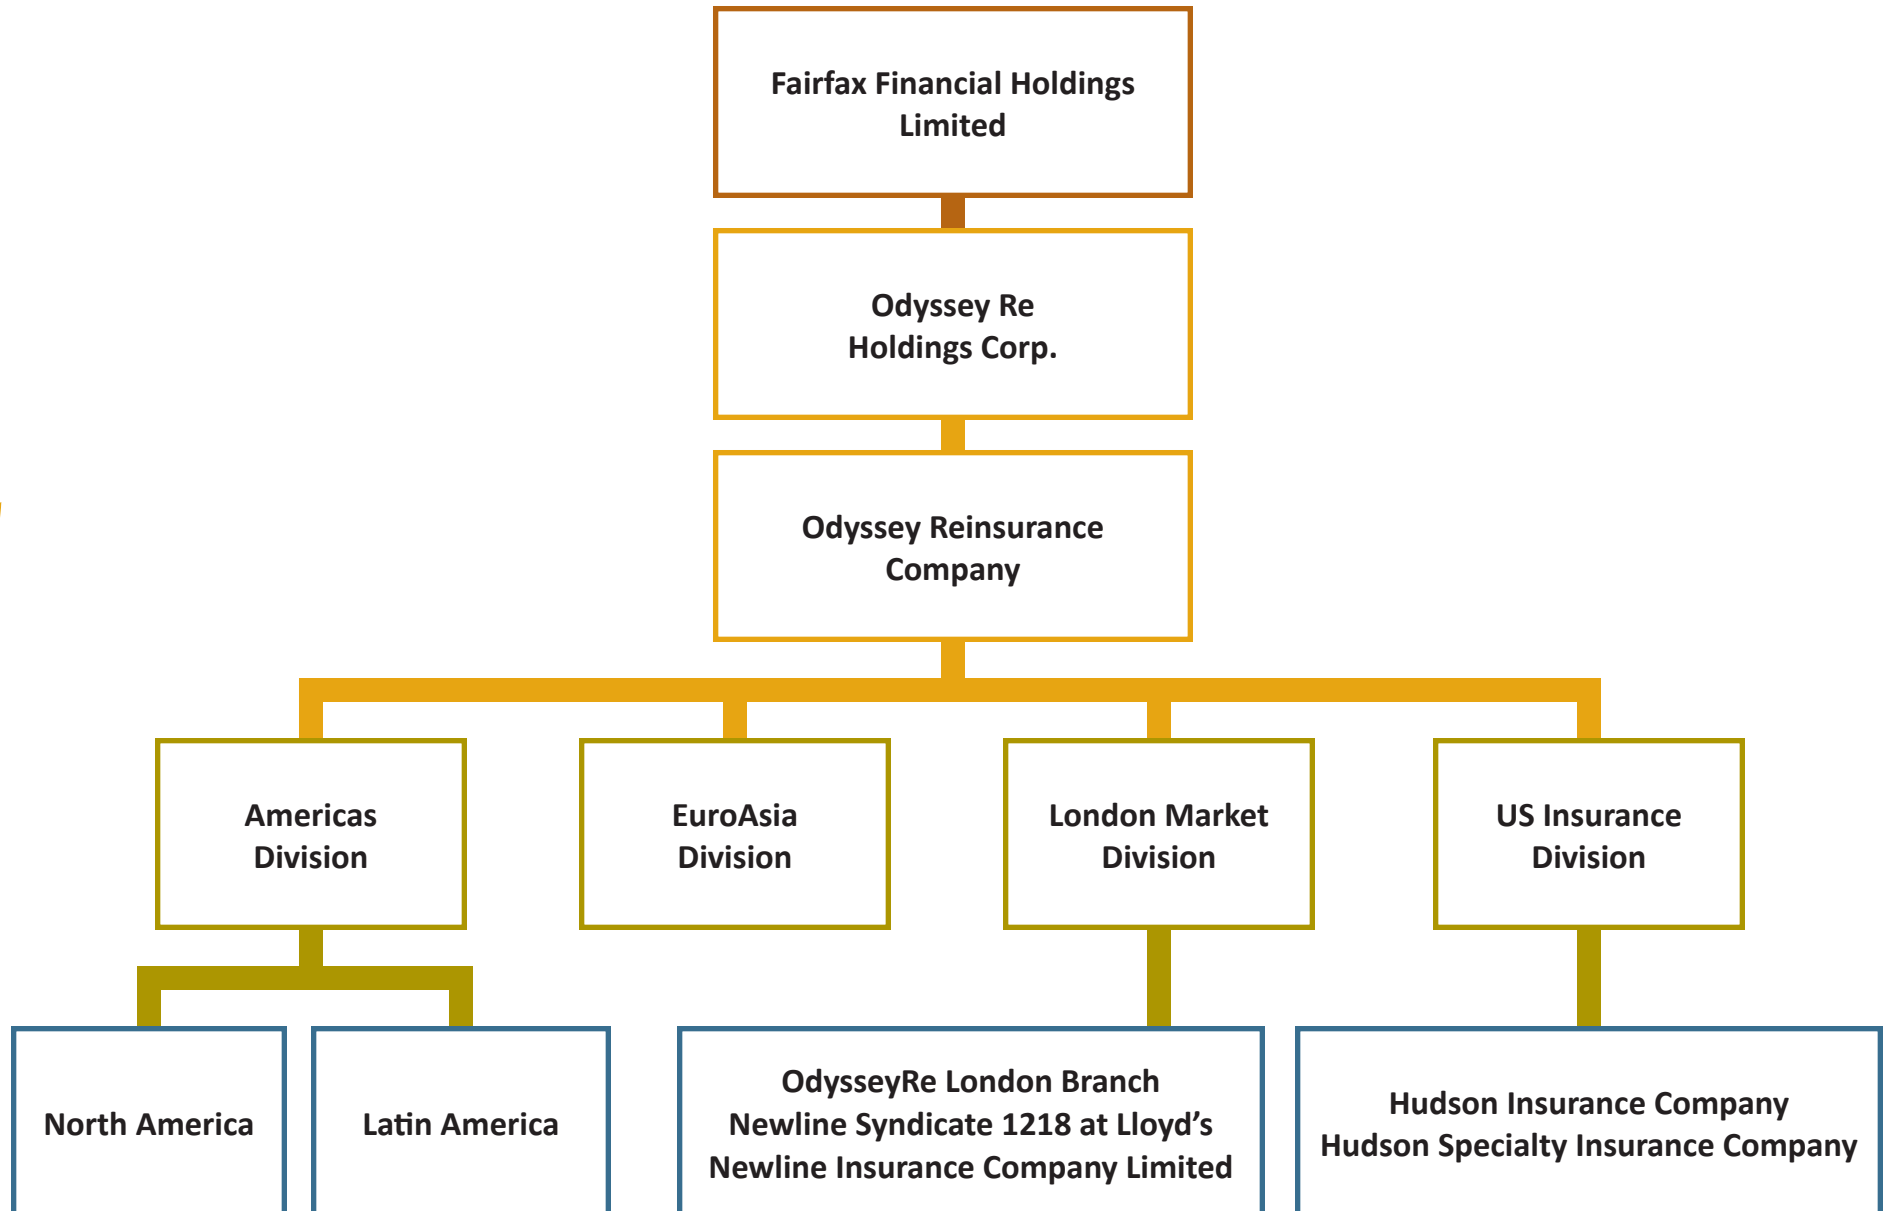 Fairfax Financial Holdings
Limited
Odyssey Re
Holdings Corp.
Odyssey Reinsurance
Company
Americas
Division
EuroAsia
Division
London Market
Division
US Insurance
Division
North America
Latin America
OdysseyRe London Branch
Newline Syndicate 1218 at Lloyd’s
Newline Insurance Company Limited
Hudson Insurance Company
Hudson Specialty Insurance Company